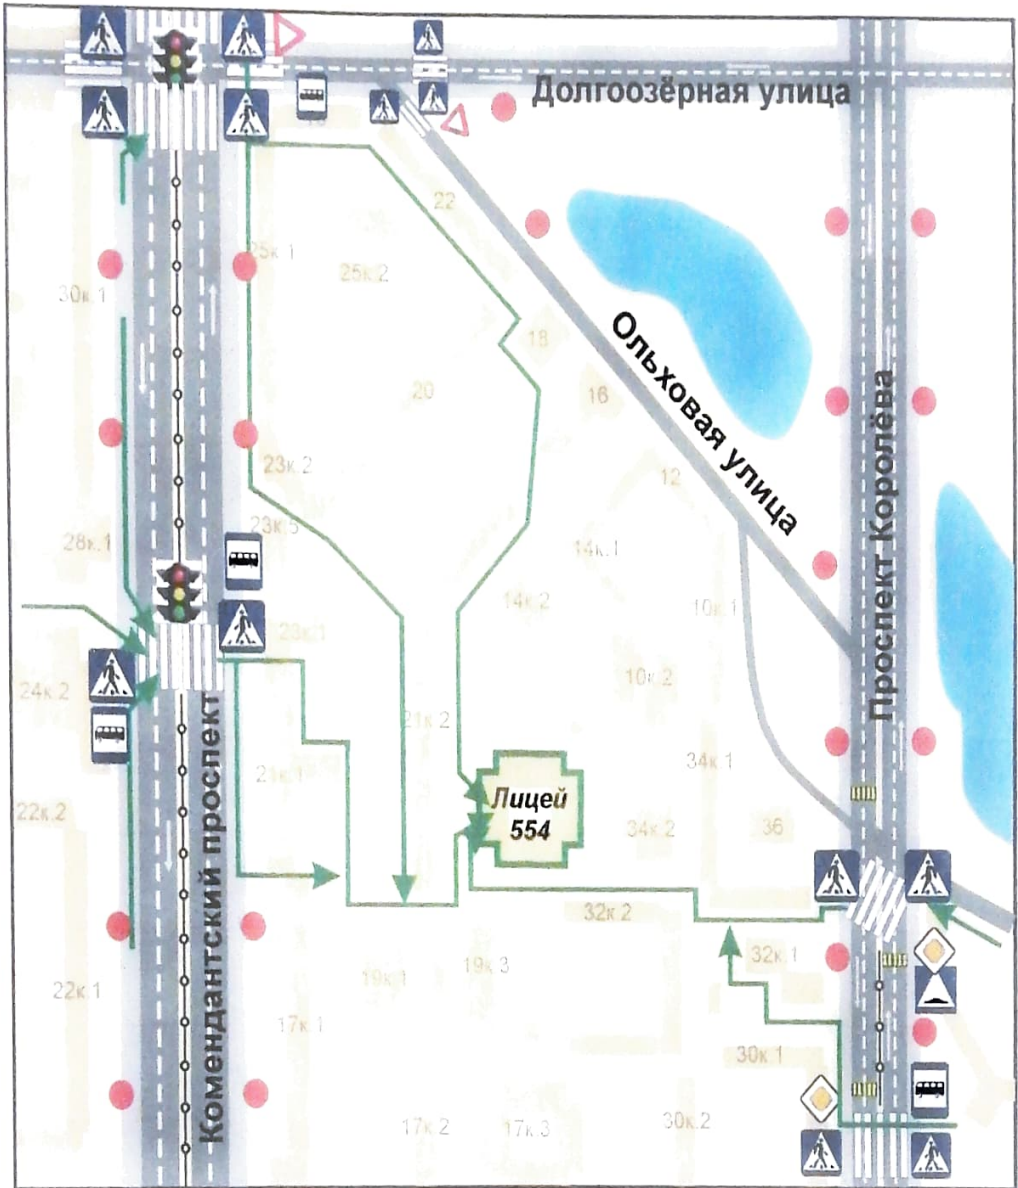 Долгоозёрная улица
22
25к.1
25к.2
30к.1
18
Ольховая улица
20
16
Проспект Королёва
23к.2
12
23к.5
28к.1
14к.1
14к.2
10к.1
23к.1
24к.2
10к.2
21к.2
34к.1
21к.1
Лицей
554
22к.2
34к.2
36
Комендантский проспект
32к.2
32к.1
19к.1
19к.3
22к.1
17к.1
30к.1
17к.2
17к.3
30к.2